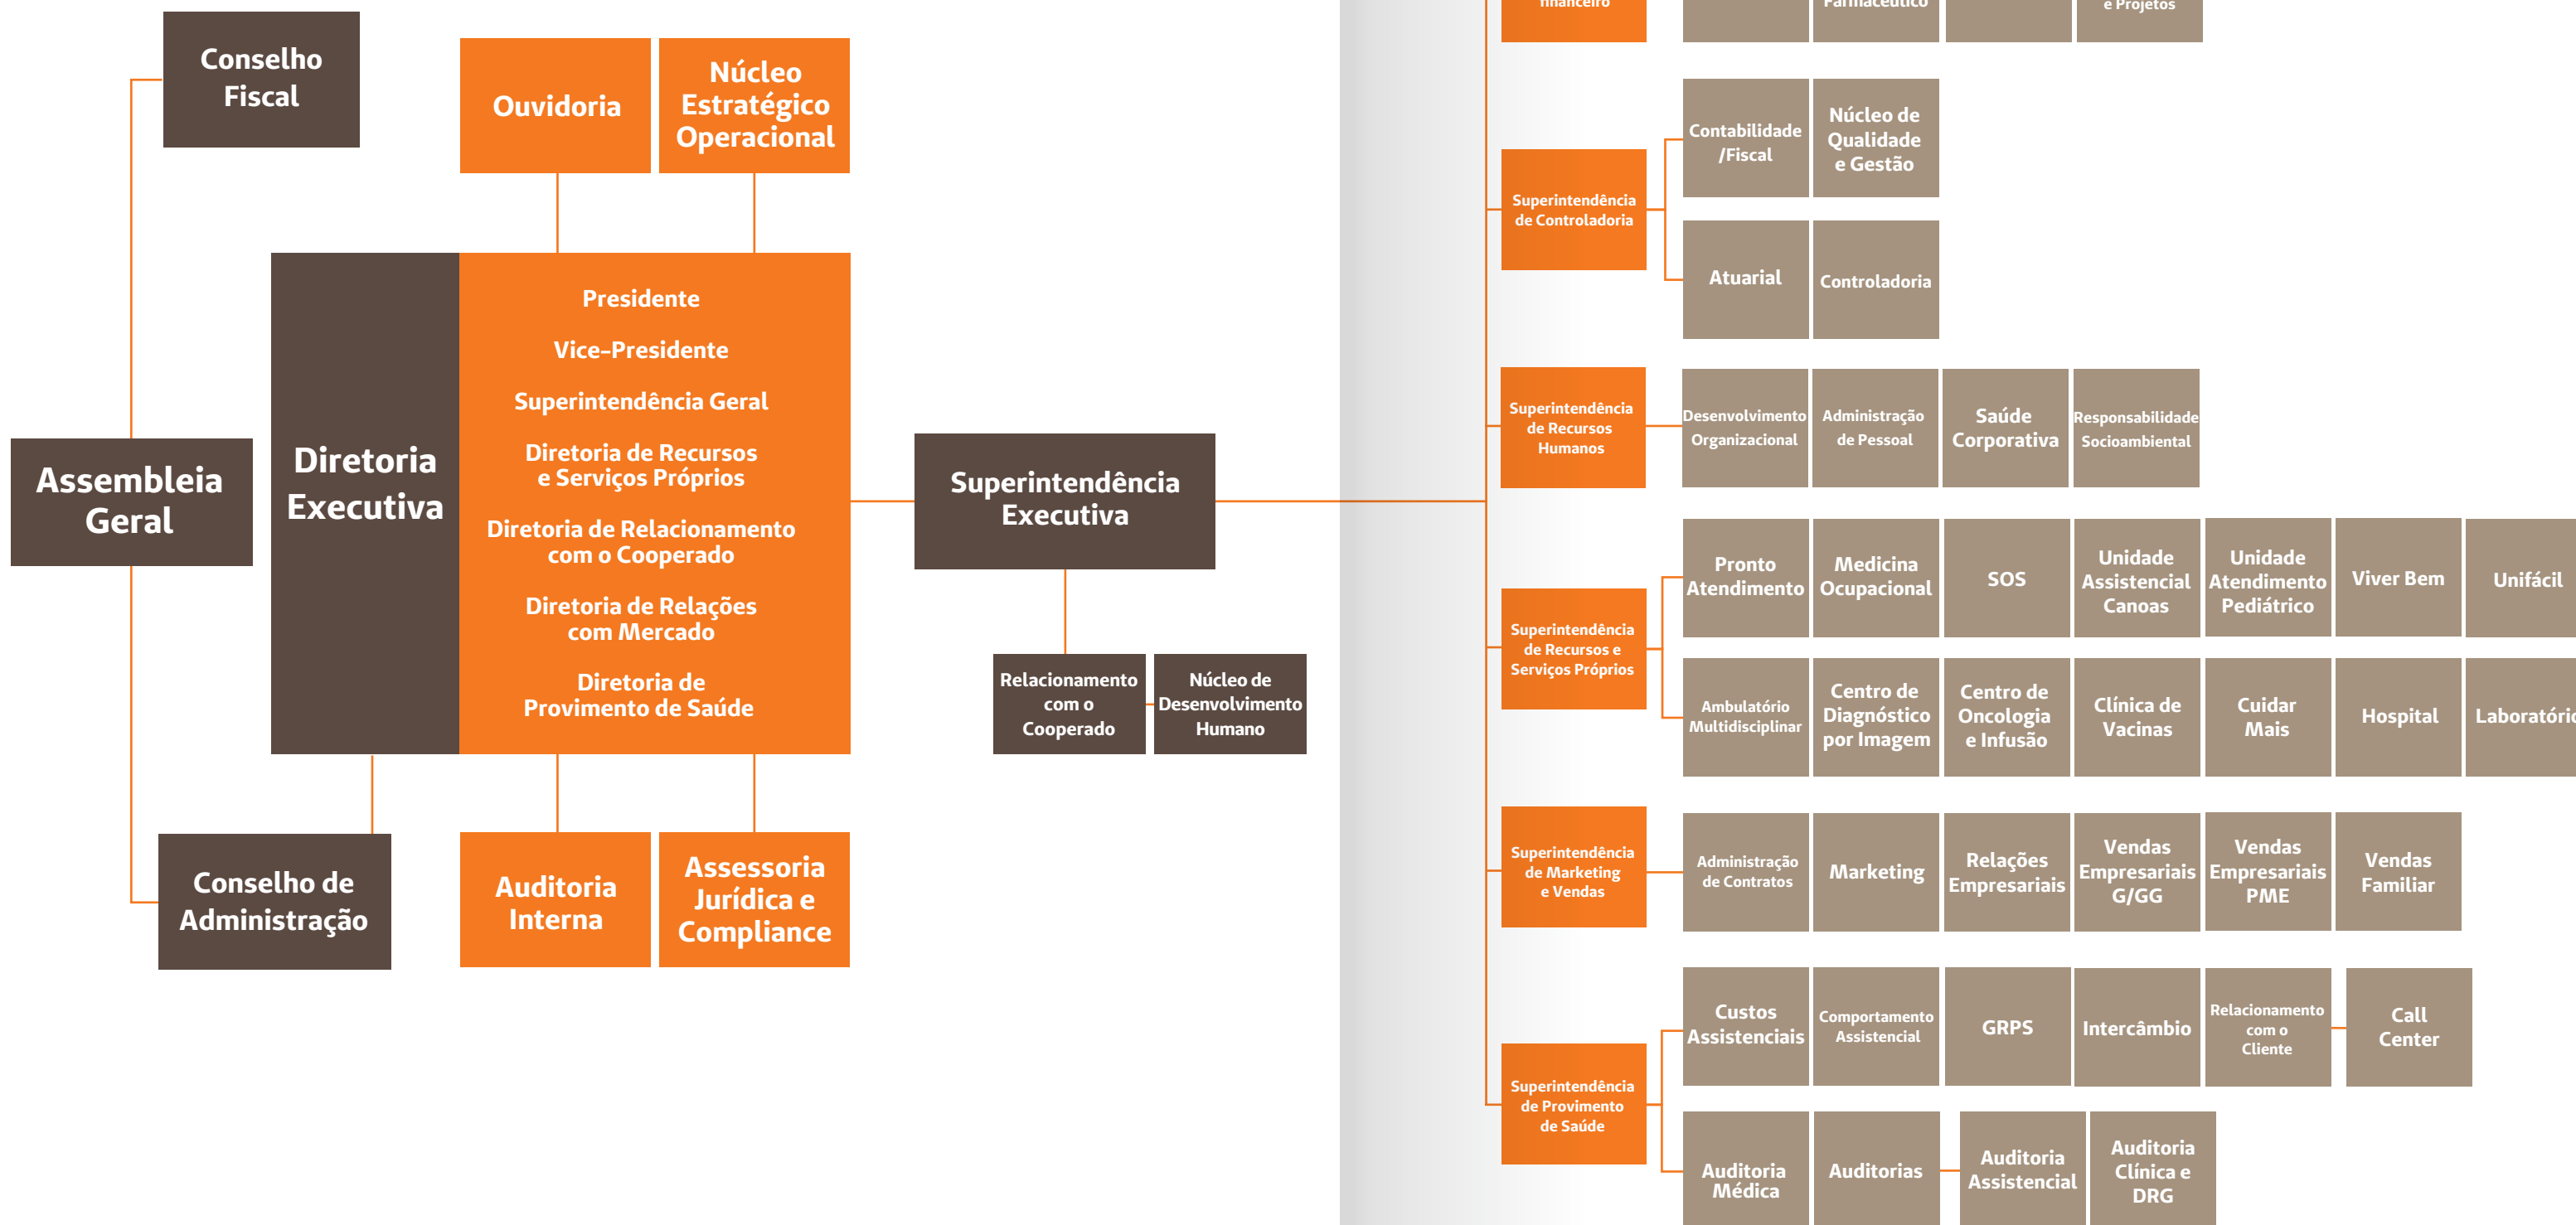 Conselho
Fiscal
Ouvidoria
Núcleo
Estratégico
Operacional
Assembleia
Geral
Diretoria
Executiva
Presidente
Vice-Presidente
Superintendência Geral
Diretoria de Recursos
e Serviços Próprios
Diretoria de Relacionamento
com o Cooperado
Diretoria de Relações
com Mercado
Diretoria de
Provimento de Saúde
Conselho de
Administração
Auditoria
Interna
Assessoria
Jurídica e
Compliance
Superintendência
Executiva
Relacionamento
com o
Cooperado
Núcleo de
Desenvolvimento
Humano
financeiro
Farmacêutico
e Projetos
Superintendência
de Controladoria
Contabilidade
/Fiscal
Núcleo de
Qualidade
e Gestão
Atuarial
Controladoria
Superintendência
de Recursos
Humanos
Desenvolvimento
Organizacional
Administração
de Pessoal
Saúde
Corporativa
Responsabilidade
Socioambiental
Superintendência
de Recursos e
Serviços Próprios
Pronto
Atendimento
Medicina
Ocupacional
SOS
Unidade
Assistencial
Canoas
Unidade
Atendimento
Pediátrico
Viver Bem
Unifácil
Ambulatório
Multidisciplinar
Centro de
Diagnóstico
por Imagem
Centro de
Oncologia
e Infusão
Clínica de
Vacinas
Cuidar
Mais
Hospital
Laboratório
Superintendência
de Marketing
e Vendas
Administração
de Contratos
Marketing
Relações
Empresariais
Vendas
Empresariais
G/GG
Vendas
Empresariais
PME
Vendas
Familiar
Superintendência
de Provimento
de Saúde
Custos
Assistenciais
Comportamento
Assistencial
GRPS
Intercâmbio
Relacionamento
com o
Cliente
Call
Center
Auditoria
Médica
Auditorias
Auditoria
Assistencial
Auditoria
Clínica e
DRG